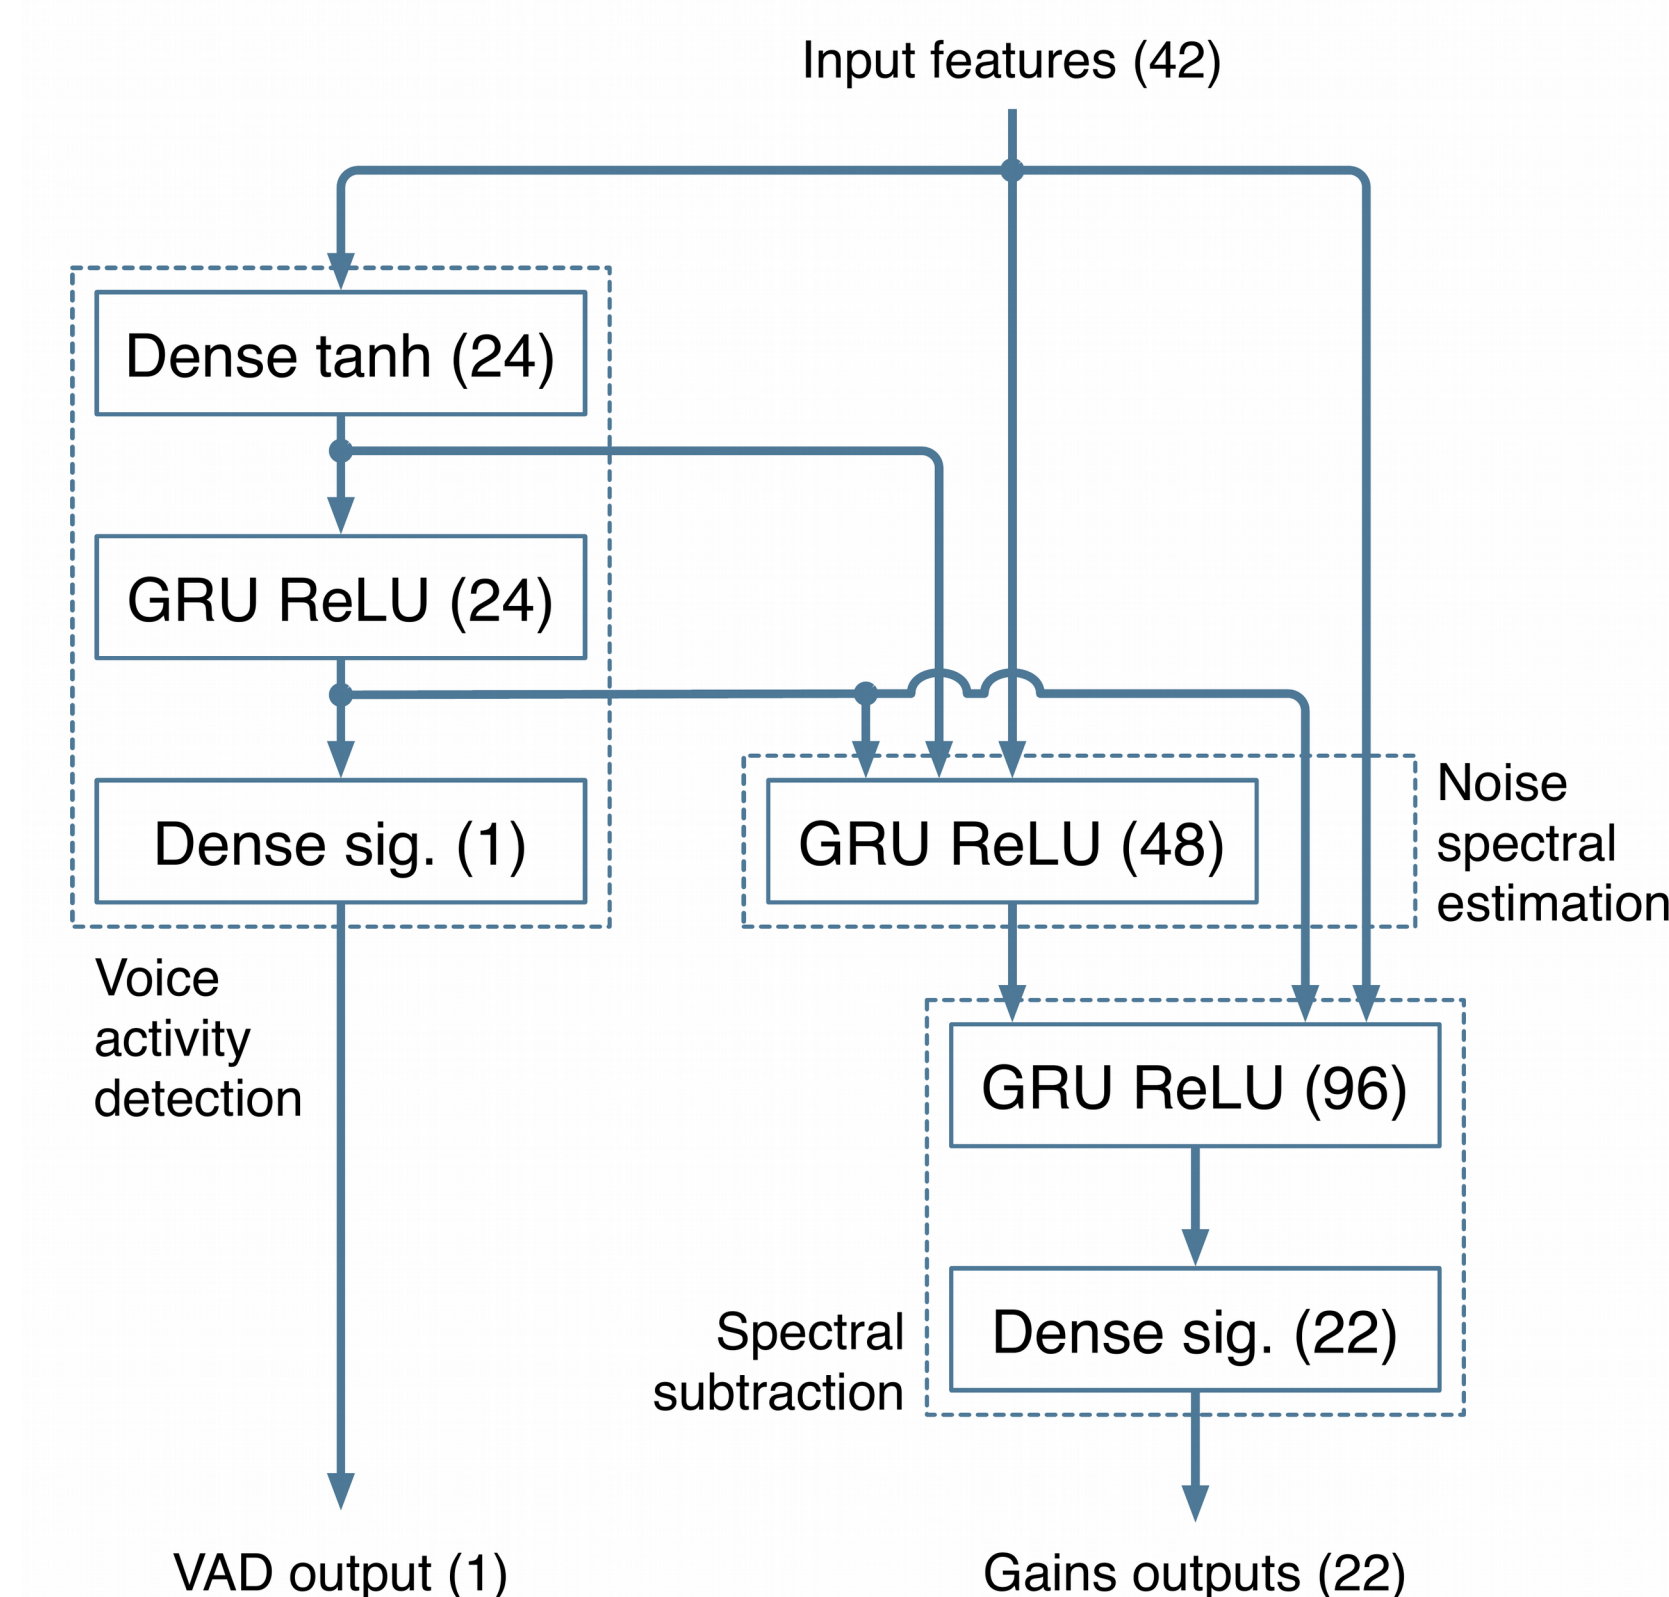 Input features (42)
Dense tanh (24)
GRU ReLU (24)
Dense sig. (1)
GRU ReLU (48)
Noise
spectral
estimation
Voice
activity
detection
GRU ReLU (96)
Dense sig. (22)
Spectral
subtraction
VAD output (1)
Gains outputs (22)